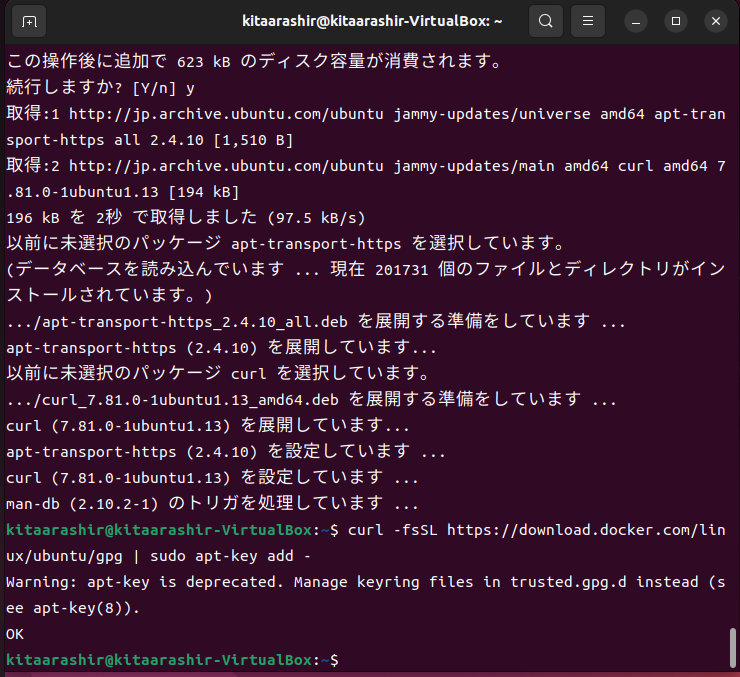 kitaarashir@kitaarashir-VirtualBox: ~
この操作後に追加で 623 kB のディスク容量が消費されます。
続行しますか? [Y/n] y
取得:1 http://jp.archive.ubuntu.com/ubuntu jammy-updates/universe amd64 apt-tran
sport-https all 2.4.10 [1,510 B]
取得:2 http://jp.archive.ubuntu.com/ubuntu jammy-updates/main amd64 curl amd64 7
.81.0-1ubuntu1.13 [194 kB]
196 kB を 2秒 で取得しました (97.5 kB/s)
以前に未選択のパッケージ apt-transport-https を選択しています。
(データベースを読み込んでいます ... 現在 201731 個のファイルとディレクトリがイン
ストールされています。)
.../apt-transport-https_2.4.10_all.deb を展開する準備をしています ...
apt-transport-https (2.4.10) を展開しています...
以前に未選択のパッケージ curl を選択しています。
.../curl_7.81.0-1ubuntu1.13_amd64.deb を展開する準備をしています ...
curl (7.81.0-1ubuntu1.13) を展開しています...
apt-transport-https (2.4.10) を設定しています ...
curl (7.81.0-1ubuntu1.13) を設定しています ...
man-db (2.10.2-1) のトリガを処理しています ...
kitaarashir@kitaarashir-VirtualBox:~$ curl -fsSL https://download.docker.com/lin
ux/ubuntu/gpg | sudo apt-key add -
Warning: apt-key is deprecated. Manage keyring files in trusted.gpg.d instead (s
ee apt-key(8)).
OK
kitaarashir@kitaarashir-VirtualBox:~$